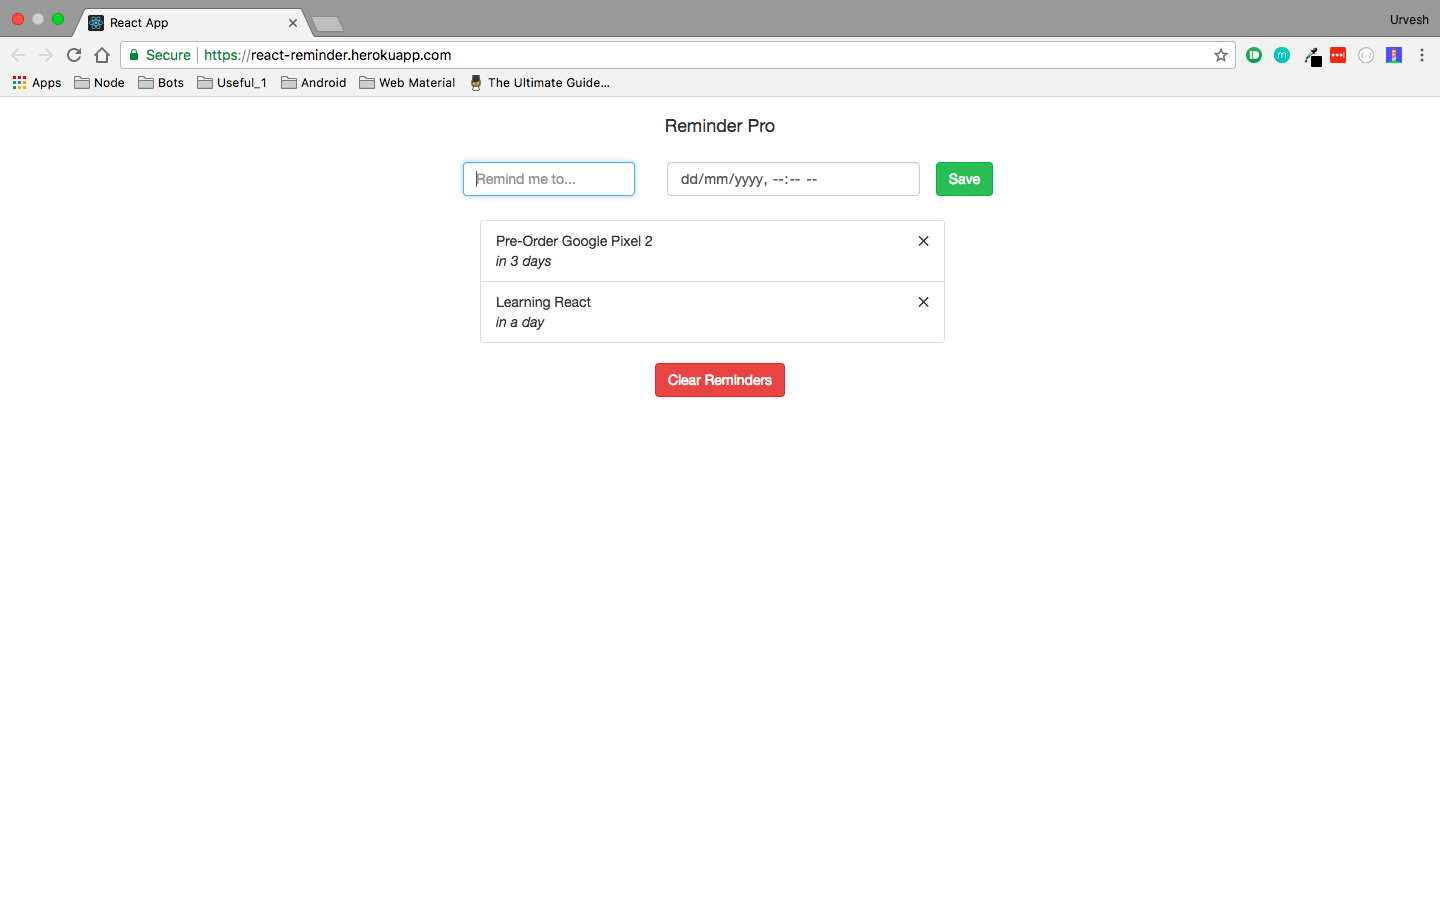 React App
Urvesh
Secure https://react-reminder.herokuapp.com
Apps Node Bots Useful_1 Android Web Material The Ultimate Guide...
Reminder Pro
Remind me to... dd/mm/yyyy, --:-- -- Save
Pre-Order Google Pixel 2
in 3 days
Learning React
in a day
Clear Reminders